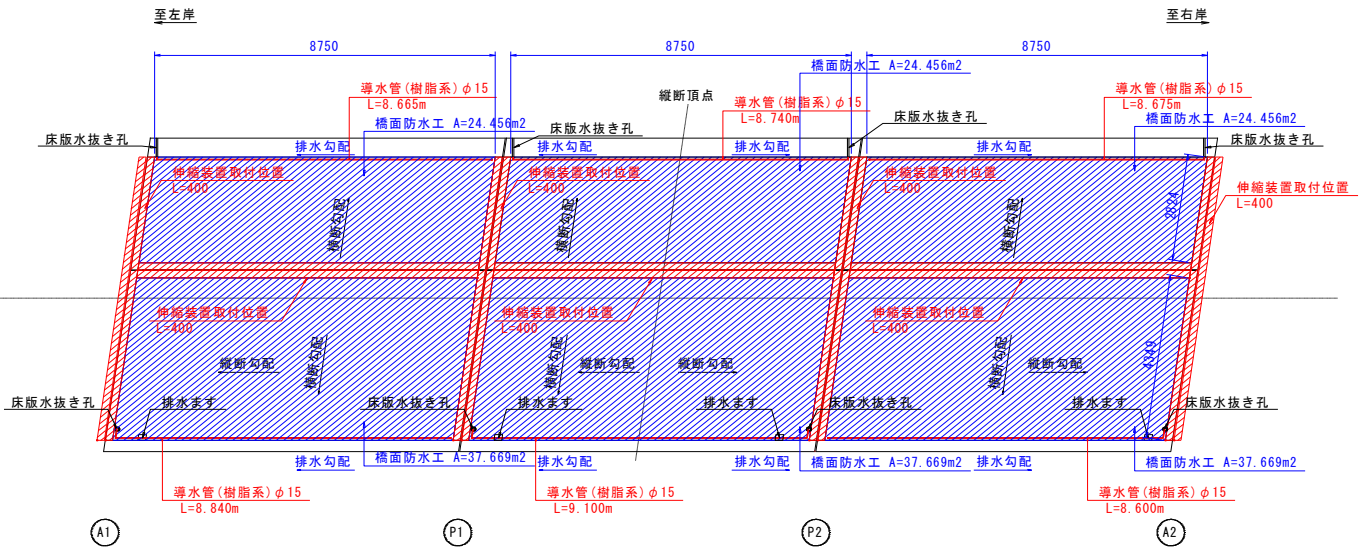 至左岸
至右岸
8750
8750
8750
橋面防水工 A=24.456m2
導水管(樹脂系)φ15
L=8.665m
縦断頂点
導水管(樹脂系)φ15
L=8.740m
導水管(樹脂系)φ15
L=8.675m
橋面防水工 A=24.456m2
橋面防水工 A=24.456m2
床版水抜き孔
床版水抜き孔
床版水抜き孔
床版水抜き孔
排水勾配
排水勾配
排水勾配
排水勾配
伸縮装置取付位置
L=400
伸縮装置取付位置
L=400
伸縮装置取付位置
L=400
伸縮装置取付位置
L=400
横断勾配
横断勾配
横断勾配
2824
伸縮装置取付位置
L=400
伸縮装置取付位置
L=400
伸縮装置取付位置
L=400
横断勾配
横断勾配
横断勾配
縦断勾配
縦断勾配
縦断勾配
縦断勾配
4349
床版水抜き孔
排水ます
床版水抜き孔
排水ます
排水ます
床版水抜き孔
排水ます
床版水抜き孔
排水勾配
橋面防水工 A=37.669m2
排水勾配
排水勾配
橋面防水工 A=37.669m2
排水勾配
橋面防水工 A=37.669m2
導水管(樹脂系)φ15
L=8.840m
導水管(樹脂系)φ15
L=9.100m
導水管(樹脂系)φ15
L=8.600m
A1
P1
P2
A2